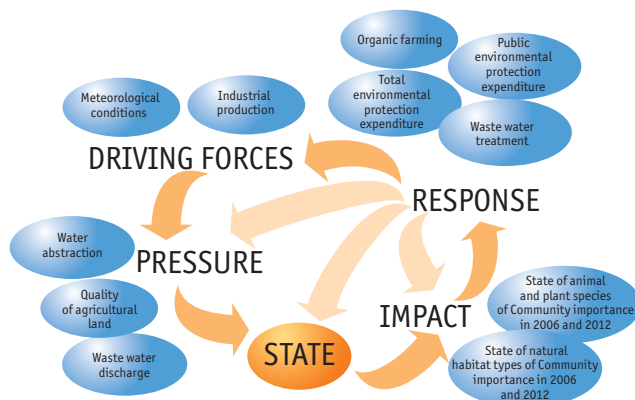 Organic farming
Public
environmental
protection
expenditure
Total
environmental
protection
expenditure
Waste water
treatment
Meteorological
conditions
Industrial
production
DRIVING FORCES
RESPONSE
Water
abstraction
PRESSURE
Quality
of agricultural
land
Waste water
discharge
STATE
IMPACT
State of animal
and plant species
of Community importance
in 2006 and 2012
State of natural
habitat types of Community
importance in 2006
and 2012